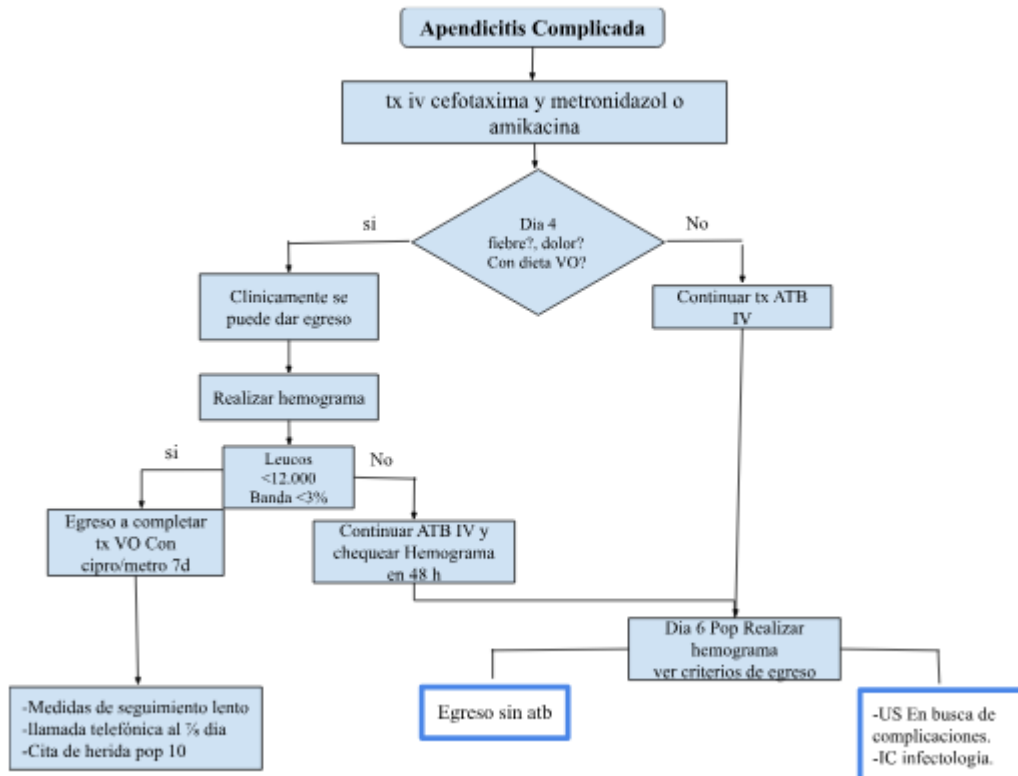 Apendicitis Complicada
tx iv cefotaxima y metronidazol o
amikacina
si
Dia 4
fiebre?, dolor?
Con dieta VO?
No
Clinicamente se
puede dar egreso
Continuar tx ATB
IV
Realizar hemograma
si
Leucos
<12.000
Banda <3%
No
Egreso a completar
tx VO Con
cipro/metro 7d
Continuar ATB IV y
chequear Hemograma
en 48 h
Dia 6 Pop Realizar
hemograma
ver criterios de egreso
-Medidas de seguimiento lento
-llamada telefónica al ⅞ dia
-Cita de herida pop 10
Egreso sin atb
-US En busca de
complicaciones.
-IC infectología.